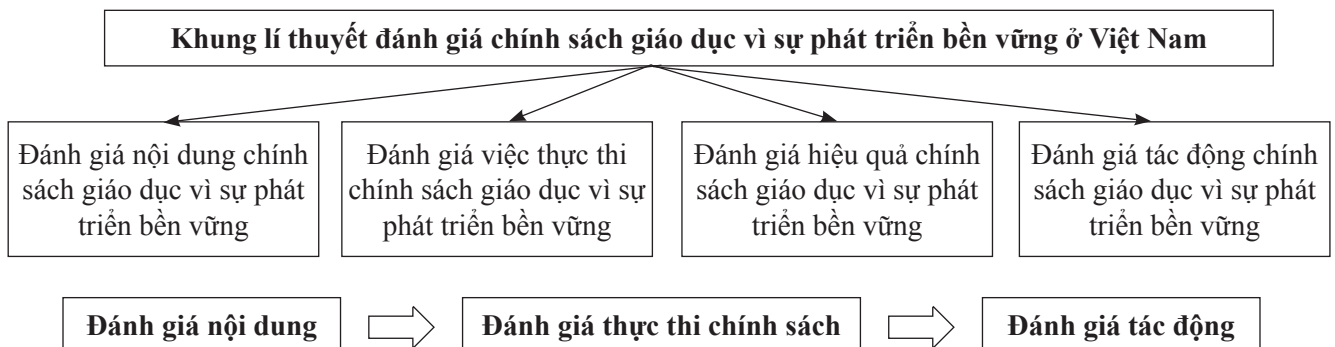 Khung lí thuyết đánh giá chính sách giáo dục vì sự phát triển bền vững ở Việt Nam
Đánh giá nội dung chính
sách giáo dục vì sự phát
triển bền vững
Đánh giá việc thực thi
chính sách giáo dục vì sự
phát triển bền vững
Đánh giá hiệu quả chính
sách giáo dục vì sự phát
triển bền vững
Đánh giá tác động chính
sách giáo dục vì sự phát
triển bền vững
Đánh giá nội dung
Đánh giá thực thi chính sách
Đánh giá tác động